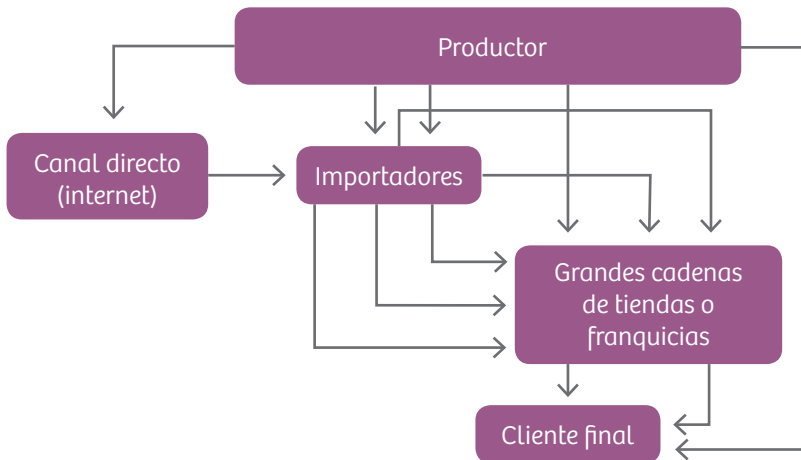 Productor
Canal directo
(internet)
Importadores
Grandes cadenas
de tiendas o
franquicias
Cliente final